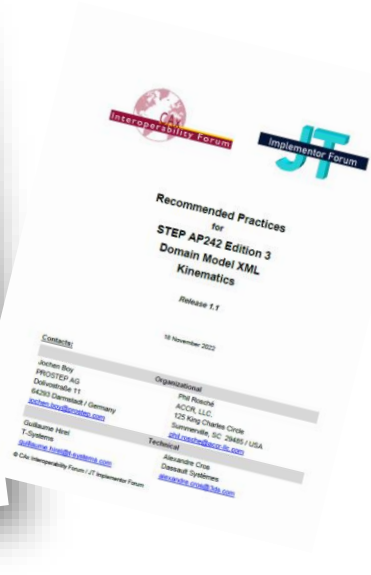 CAx
Interoperability Forum
JT
Implementor Forum
Recommended Practices
for
STEP AP242 Edition 3
Domain Model XML
Kinematics
Release 1.1
18 November 2022
Contacts:
Organizational
Jochen Boy
PROSTEP AG
Dolivostraße 11
64293 Darmstadt / Germany
jochen.boy@prostep.com
Phil Rosché
ACCR, LLC.
125 King Charles Circle
Summerville, SC 29485 / USA
phil.rosche@accr-llc.com
Technical
Guillaume Hirel
T-Systems
guillaume.hirel@t-systems.com
Alexandre Cros
Dassault Systèmes
alexandre.cros@3ds.com
© CAx Interoperability Forum / JT Implementor Forum